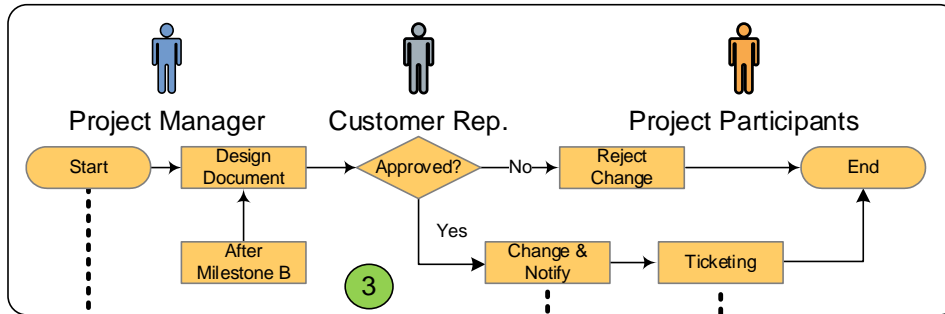 Project Manager
Customer Rep.
Project Participants
Start
Design
Document
Approved?
No
Reject
Change
End
Yes
After
Milestone B
3
Change &
Notify
Ticketing